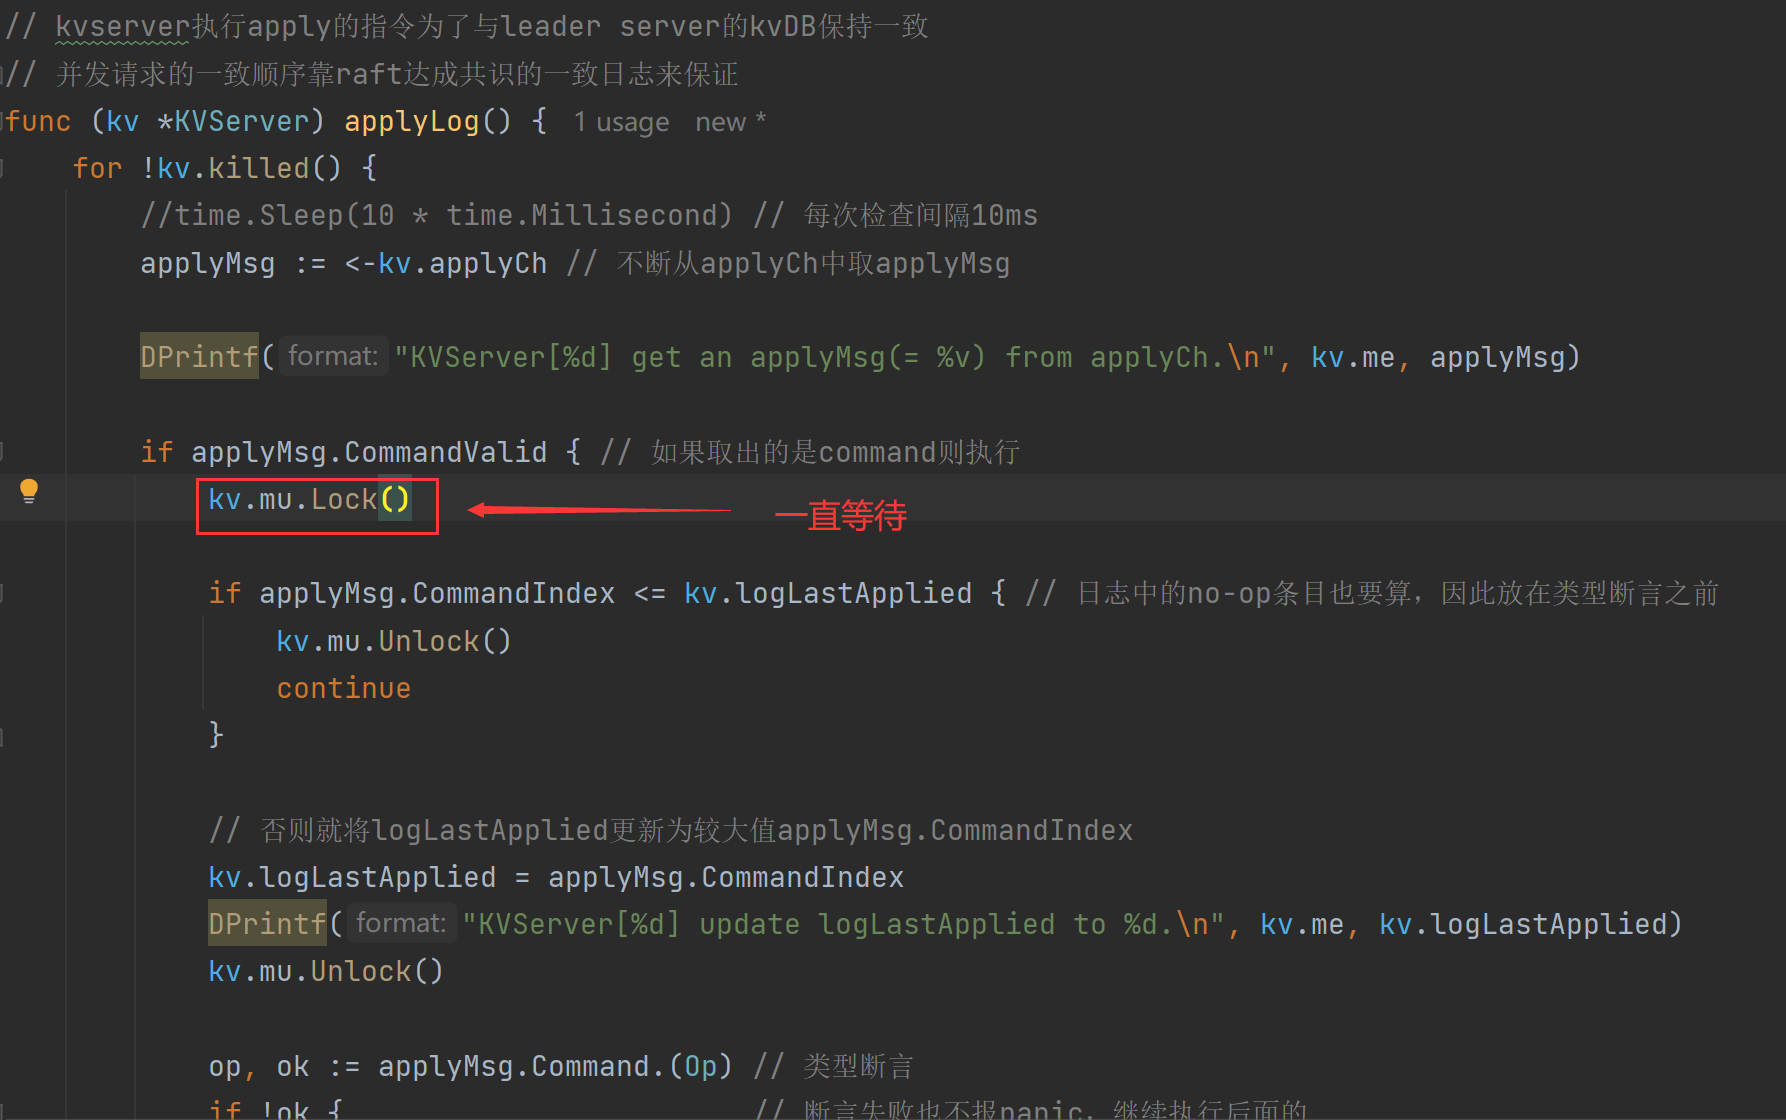 // kvserver执行apply的指令为了与leader server的kvDB保持一致
// 并发请求的一致顺序靠raft达成共识的一致日志来保证
func (kv *KVServer) applyLog() { 1 usage new *
for !kv.killed() {
//time.Sleep(10 * time.Millisecond) // 每次检查间隔10ms
applyMsg := <-kv.applyCh // 不断从applyCh中取applyMsg
DPrintf( format: "KVServer[%d] get an applyMsg(= %v) from applyCh.\n", kv.me, applyMsg)
if applyMsg.CommandValid { // 如果取出的是command则执行
kv.mu.Lock() 一直等待
if applyMsg.CommandIndex <= kv.logLastApplied { // 日志中的no-op条目也要算，因此放在类型断言之前
kv.mu.Unlock()
continue
}
// 否则就将logLastApplied更新为较大值applyMsg.CommandIndex
kv.logLastApplied = applyMsg.CommandIndex
DPrintf( format: "KVServer[%d] update logLastApplied to %d.\n", kv.me, kv.logLastApplied)
kv.mu.Unlock()
op, ok := applyMsg.Command.(Op) // 类型断言
if !ok { // 断言失败也不报panic，继续执行后面的